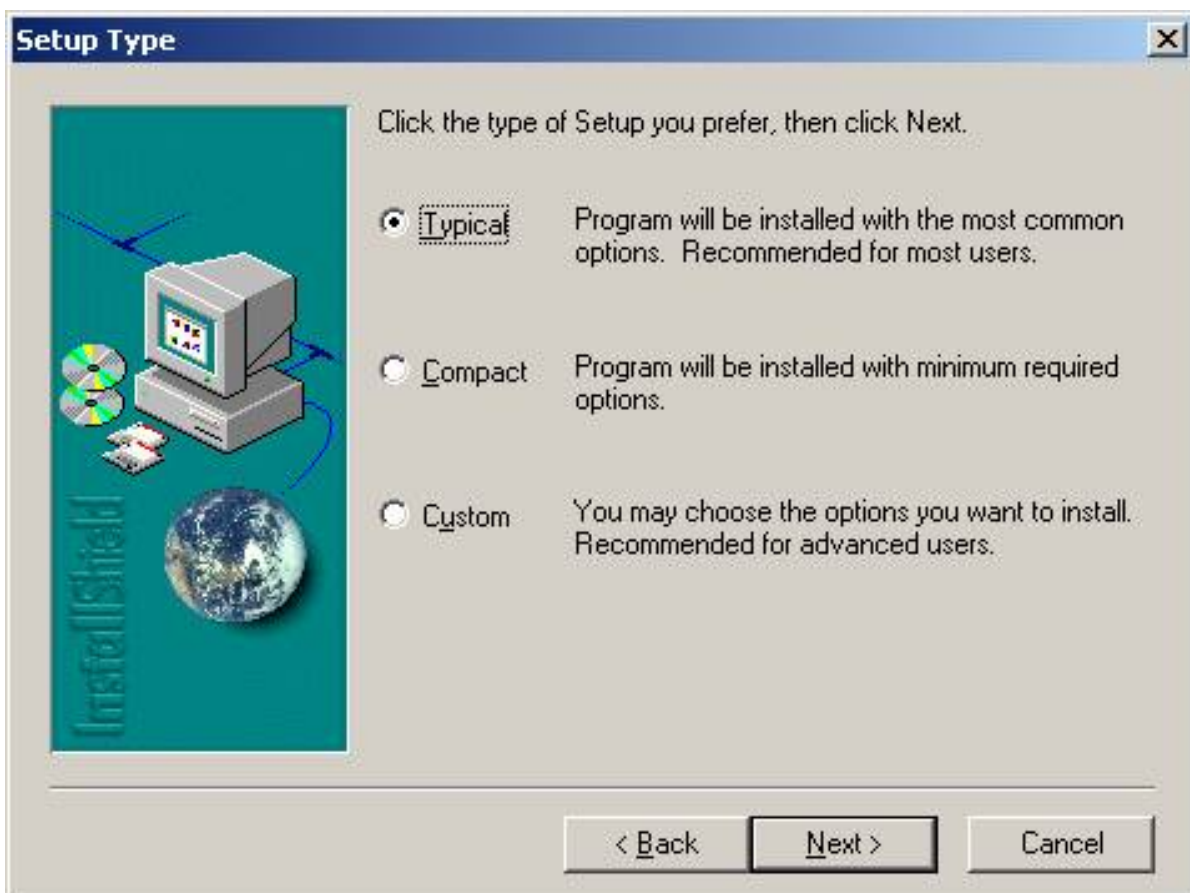 Setup Type
Click the type of Setup you prefer, then click Next.
Typical
Program will be installed with the most common
options.  Recommended for most users.
Compact
Program will be installed with minimum required
options.
Custom
You may choose the options you want to install.
Recommended for advanced users.
InstallShield
< Back
Next >
Cancel